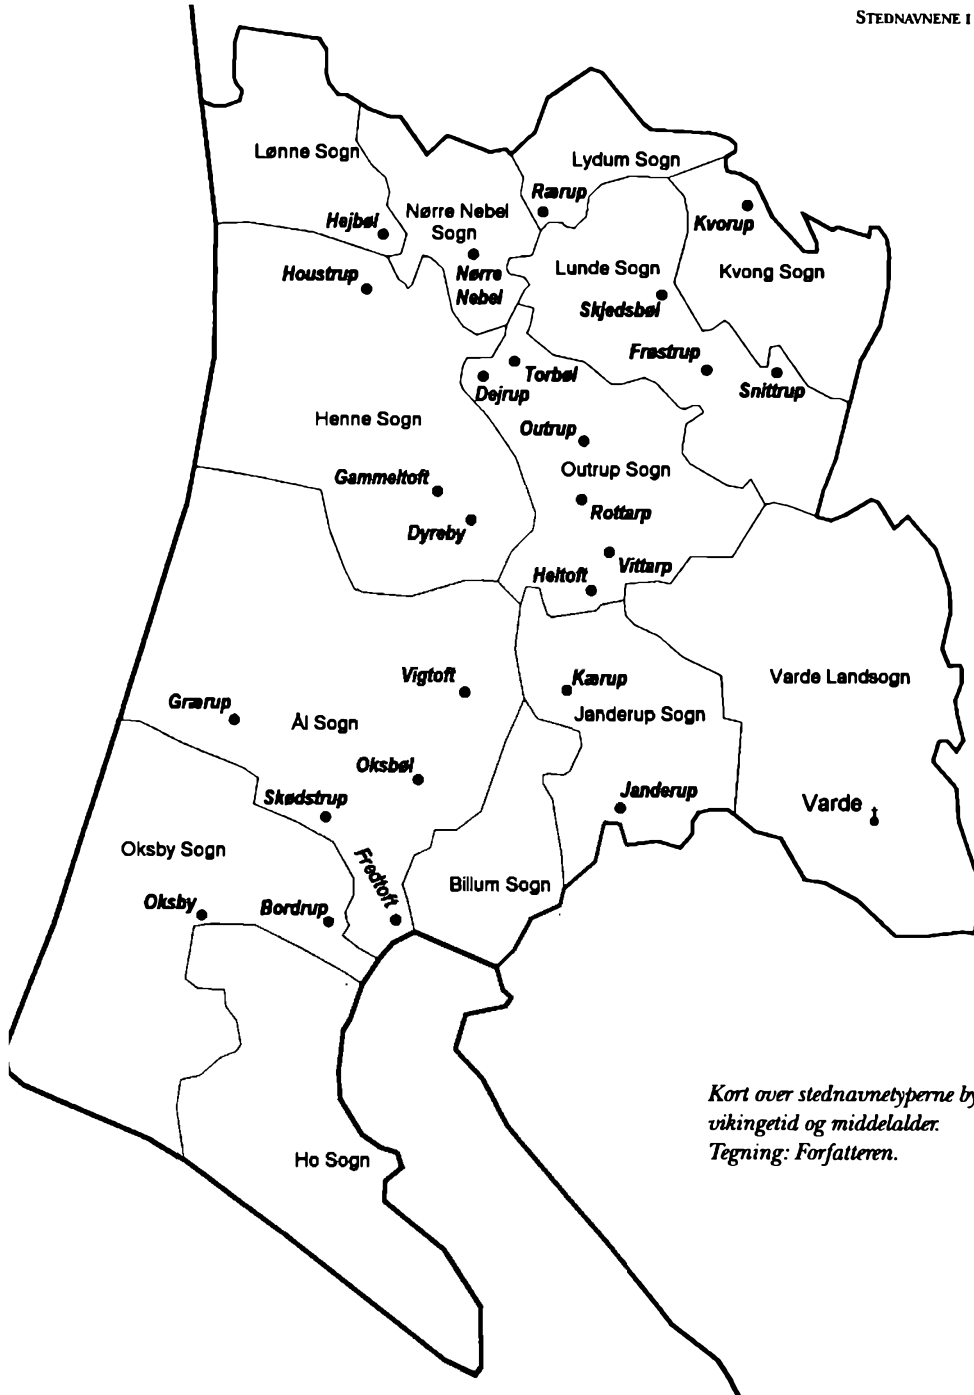 STEDNAVNENE I
Lønne Sogn
Lydum Sogn
Rærup
Nørre Nebel
Sogn
Kvorup
Hejbøl
Houstrup
Nørre
Nebel
Lunde Sogn
Kvong Sogn
Skjedsbøl
Frøstrup
Snittrup
Torbøl
Dejrup
Henne Sogn
Outrup
Outrup Sogn
Gammeltoft
Rottarp
Dyreby
Vittarp
Heltoft
Vigtoft
Kærup
Varde Landsogn
Grærup
Ål Sogn
Janderup Sogn
Oksbøl
Skødstrup
Janderup
Varde
Oksby Sogn
Fredtoft
Billum Sogn
Oksby
Bordrup
Kort over stednavnetyperne by
vikingetid og middelalder.
Tegning: Forfatteren.
Ho Sogn